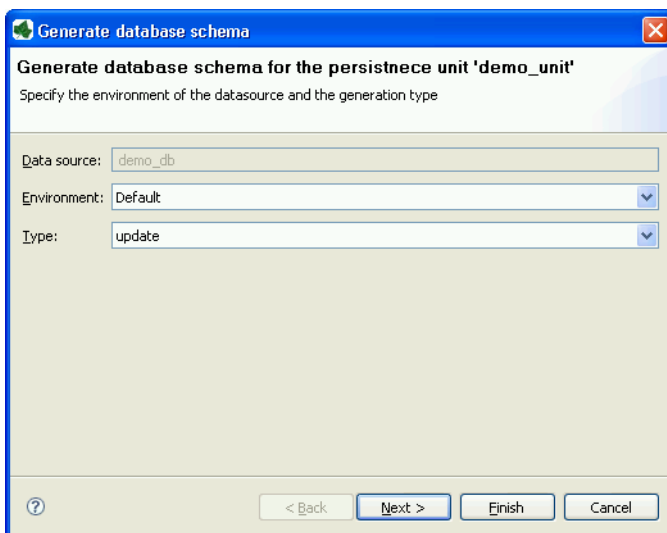 Generate database schema
Generate database schema for the persistnece unit 'demo_unit'
Specify the environment of the datasource and the generation type
Data source: demo_db
Environment: Default
Type: update
? < Back Next > Finish Cancel